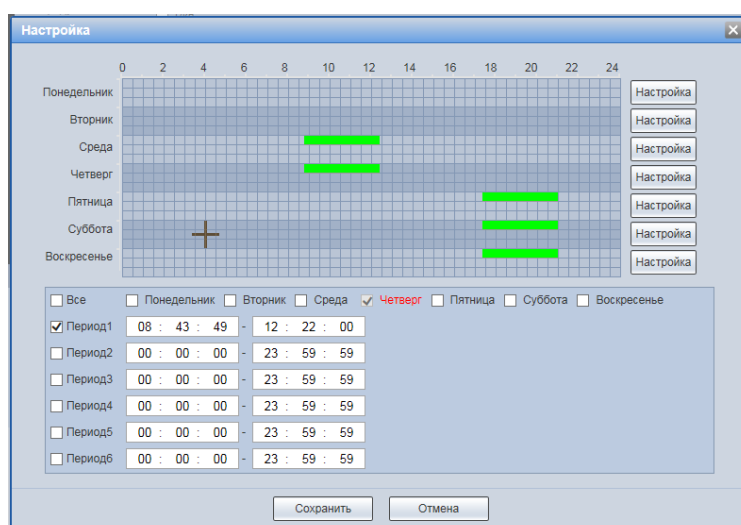 Настройка
0 2 4 6 8 10 12 14 16 18 20 22 24
Понедельник Настройка
Вторник Настройка
Среда Настройка
Четверг Настройка
Пятница Настройка
Суббота Настройка
Воскресенье Настройка
Все Понедельник Вторник Среда Четверг Пятница Суббота Воскресенье
Период1 08 : 43 : 49 - 12 : 22 : 00
Период2 00 : 00 : 00 - 23 : 59 : 59
Период3 00 : 00 : 00 - 23 : 59 : 59
Период4 00 : 00 : 00 - 23 : 59 : 59
Период5 00 : 00 : 00 - 23 : 59 : 59
Период6 00 : 00 : 00 - 23 : 59 : 59
Сохранить Отмена